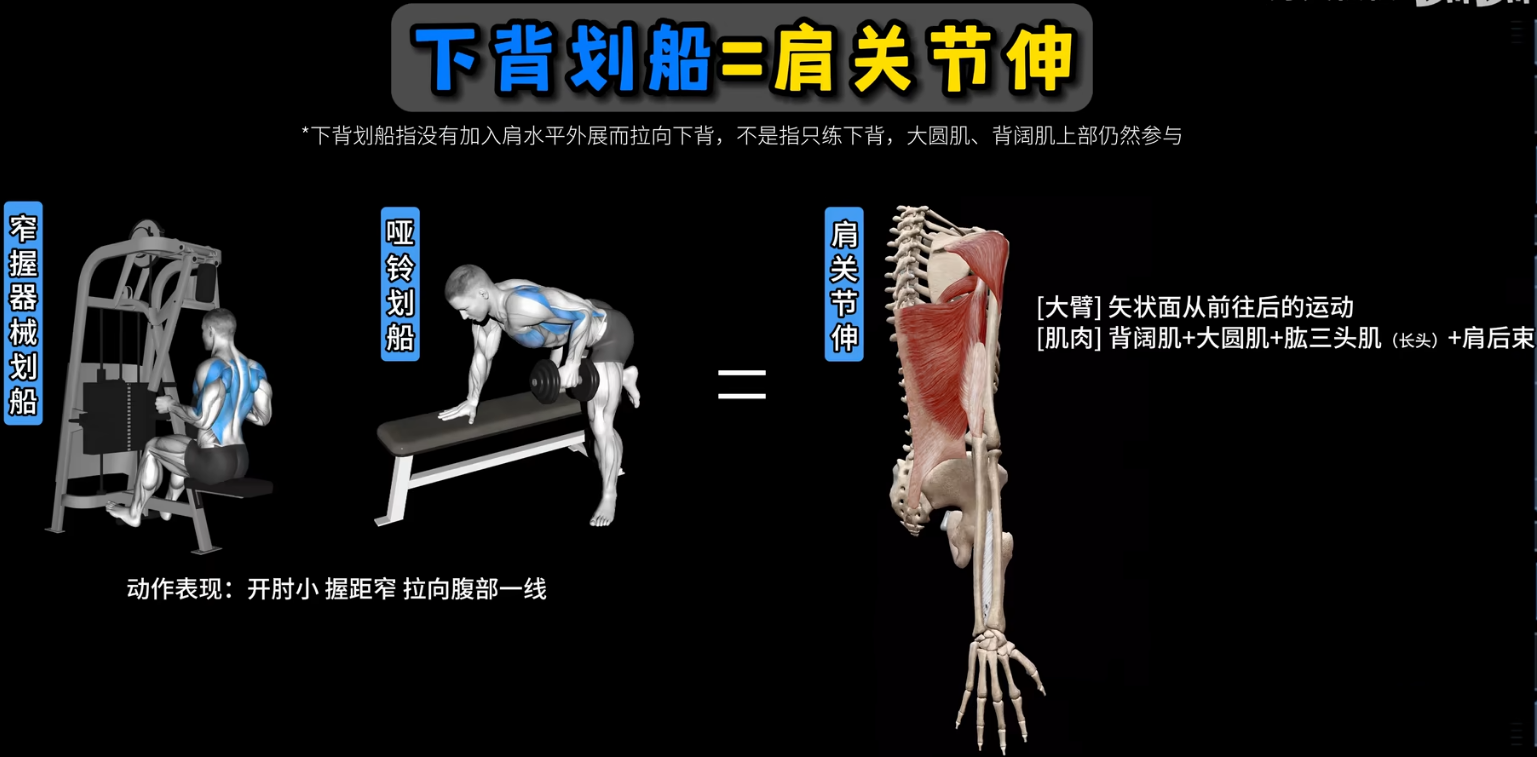 下背划船=肩关节伸
*下背划船指没有加入肩水平外展而拉向下背，不是指只练下背，大圆肌、背阔肌上部仍然参与
窄握器械划船
哑铃划船
=
肩关节伸
[大臂] 矢状面从前往后的运动
[肌肉] 背阔肌+大圆肌+肱三头肌（长头）+肩后束
动作表现：开肘小 握距窄 拉向腹部一线